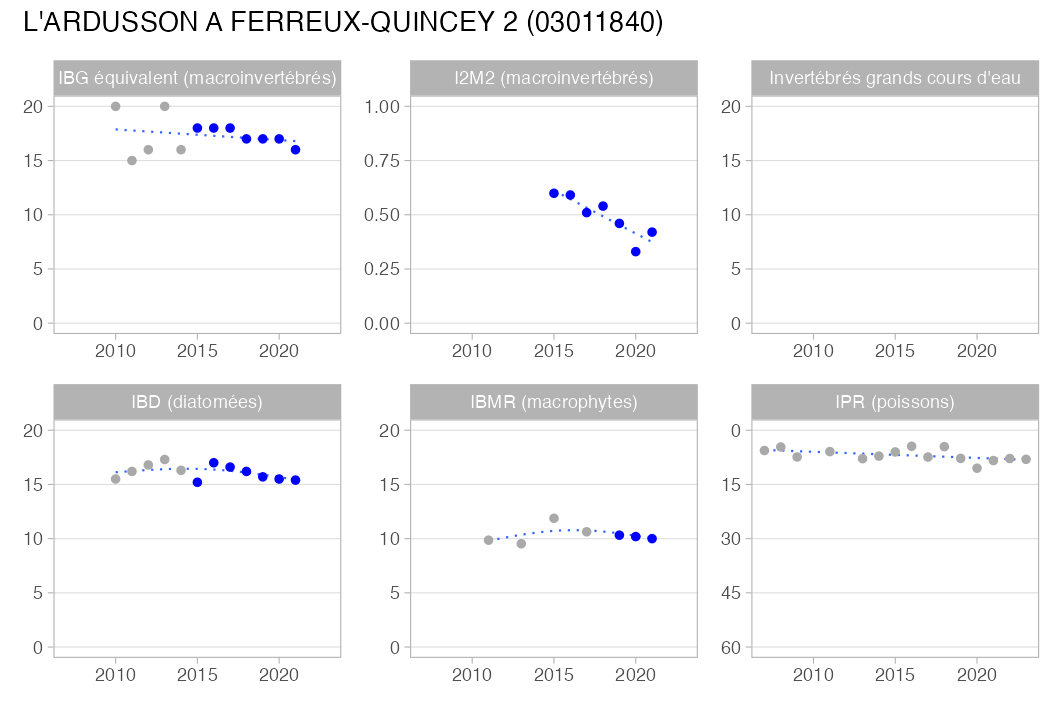 L'ARDUSSON A FERREUX-QUINCEY 2 (03011840)
IBG équivalent (macroinvertébrés)
I2M2 (macroinvertébrés)
Invertébrés grands cours d'eau
20
15
10
5
0
2010 2015 2020
1.00
0.75
0.50
0.25
0.00
2010 2015 2020
20
15
10
5
0
2010 2015 2020
IBD (diatomées)
IBMR (macrophytes)
IPR (poissons)
20
15
10
5
0
2010 2015 2020
20
15
10
5
0
2010 2015 2020
0
15
30
45
60
2010 2015 2020